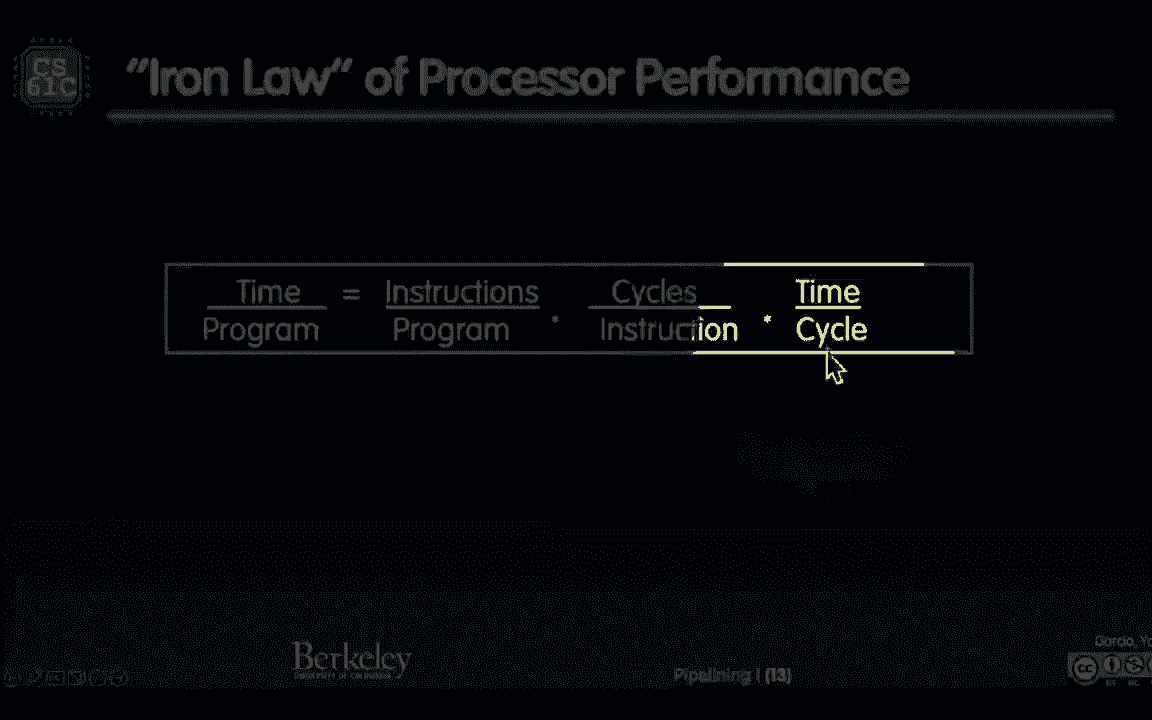 CS
61C
“Iron Law” of Processor Performance
Time = Instructions Cycles Time
Program Program · Instruction · Cycle
Berkeley
Pipelining I (13)
Garcia,
cc